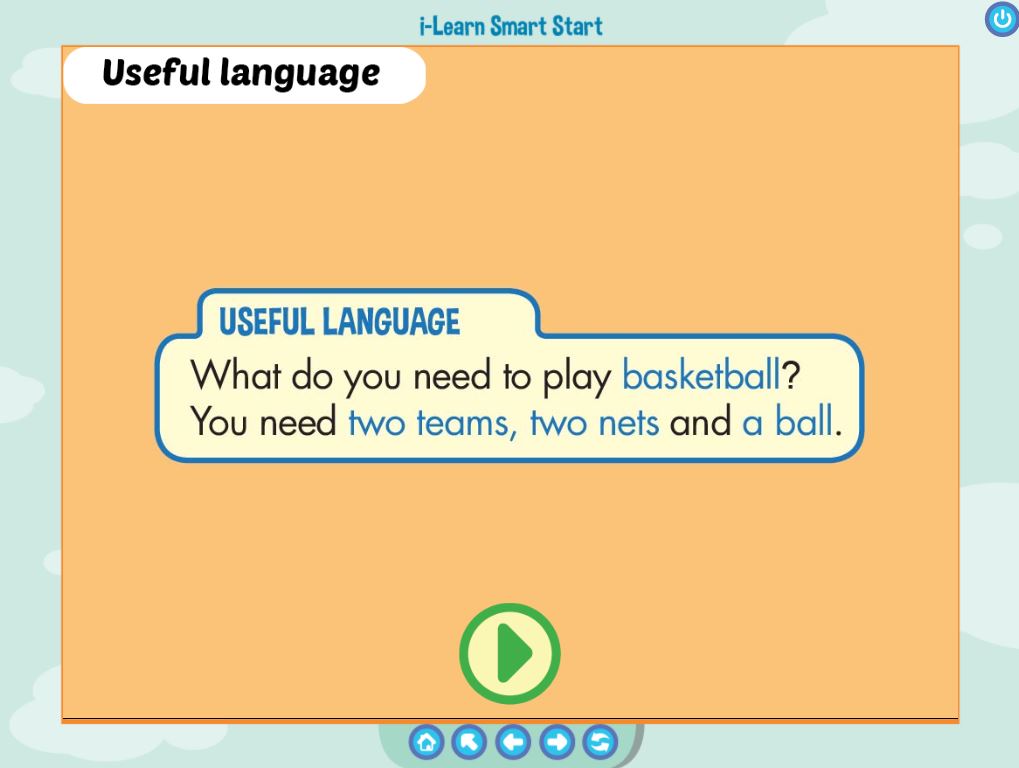 i-Learn Smart Start
Useful language
USEFUL LANGUAGE
What do you need to play basketball?
You need two teams, two nets and a ball.